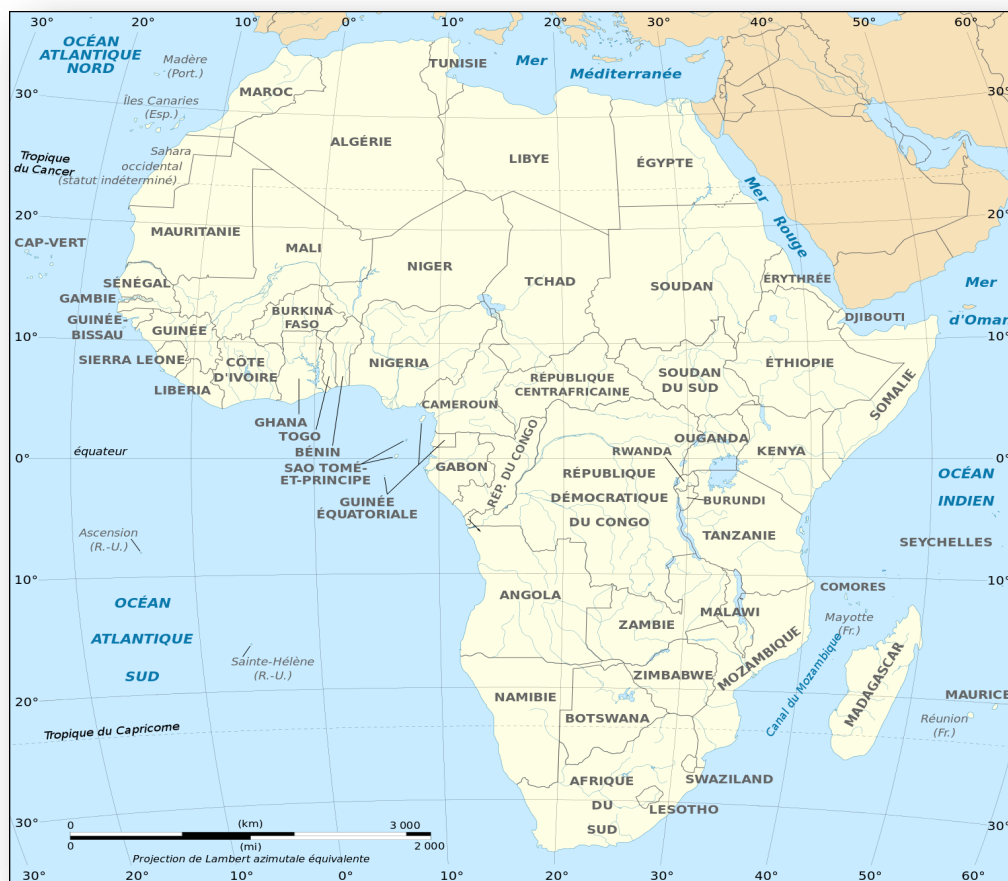 30°
20°
10°
0°
10°
20°
30°
40°
50°
60°
OCÉAN
ATLANTIQUE
NORD
Madère
(Port.)
TUNISIE
Mer
Méditerranée
30°
MAROC
30°
Îles Canaries
(Esp.)
ALGÉRIE
LIBYE
ÉGYPTE
Tropique
du Cancer
Sahara
occidental
(statut indéterminé)
Mer
Rouge
20°
20°
CAP-VERT
MAURITANIE
MALI
NIGER
TCHAD
SOUDAN
ÉRYTHRÉE
Mer
d'Oman
SÉNÉGAL
GAMBIE
GUINÉE-
BISSAU
GUINÉE
BURKINA
FASO
DJIBOUTI
10°
10°
SIERRA LEONE
CÔTE
D'IVOIRE
NIGERIA
SOUDAN
DU SUD
ÉTHIOPIE
LIBERIA
RÉPUBLIQUE
CENTRAFRICAINE
SOMALIE
CAMEROUN
GHANA
TOGO
BÉNIN
SAO TOMÉ-
ET-PRINCIPE
GUINÉE
ÉQUATORIALE
équateur
0°
0°
GABON
RÉP. DU CONGO
OUGANDA
KENYA
RWANDA
RÉPUBLIQUE
DÉMOCRATIQUE
DU CONGO
BURUNDI
OCÉAN
INDIEN
TANZANIE
SEYCHELLES
Ascension
(R.-U.)
10°
10°
OCÉAN
ATLANTIQUE
SUD
ANGOLA
ZAMBIE
MALAWI
COMORES
Mayotte
(Fr.)
MOZAMBIQUE
Canal du Mozambique
MADAGASCAR
Sainte-Hélène
(R.-U.)
ZIMBABWE
20°
20°
NAMIBIE
BOTSWANA
MAURICE
Réunion
(Fr.)
Tropique du Capricorne
AFRIQUE
DU
SUD
SWAZILAND
LESOTHO
30°
30°
0
(km)
3 000
0
(mi)
2 000
Projection de Lambert azimutale équivalente
20°
10°
0°
10°
20°
30°
40°
50°
60°